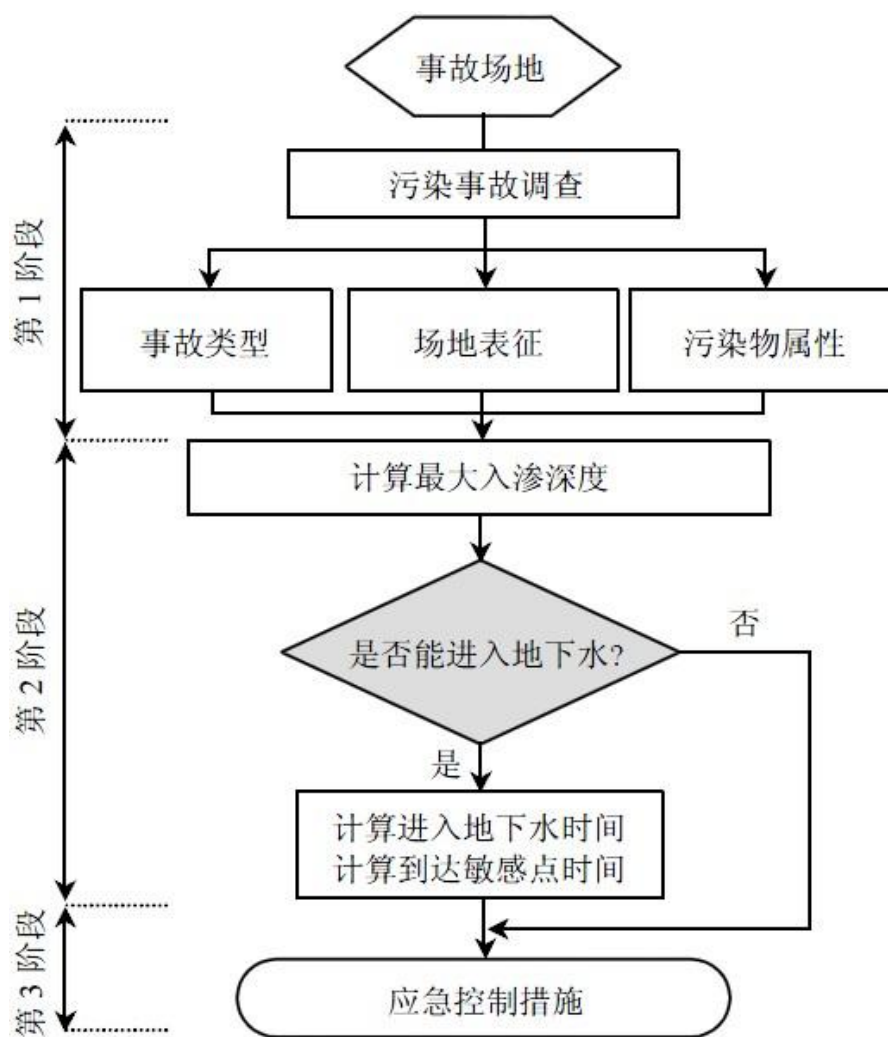 事故场地
污染事故调查
第 1 阶段
事故类型
场地表征
污染物属性
计算最大入渗深度
第 2 阶段
是否能进入地下水?
否
是
计算进入地下水时间
计算到达敏感点时间
第 3 阶段
应急控制措施